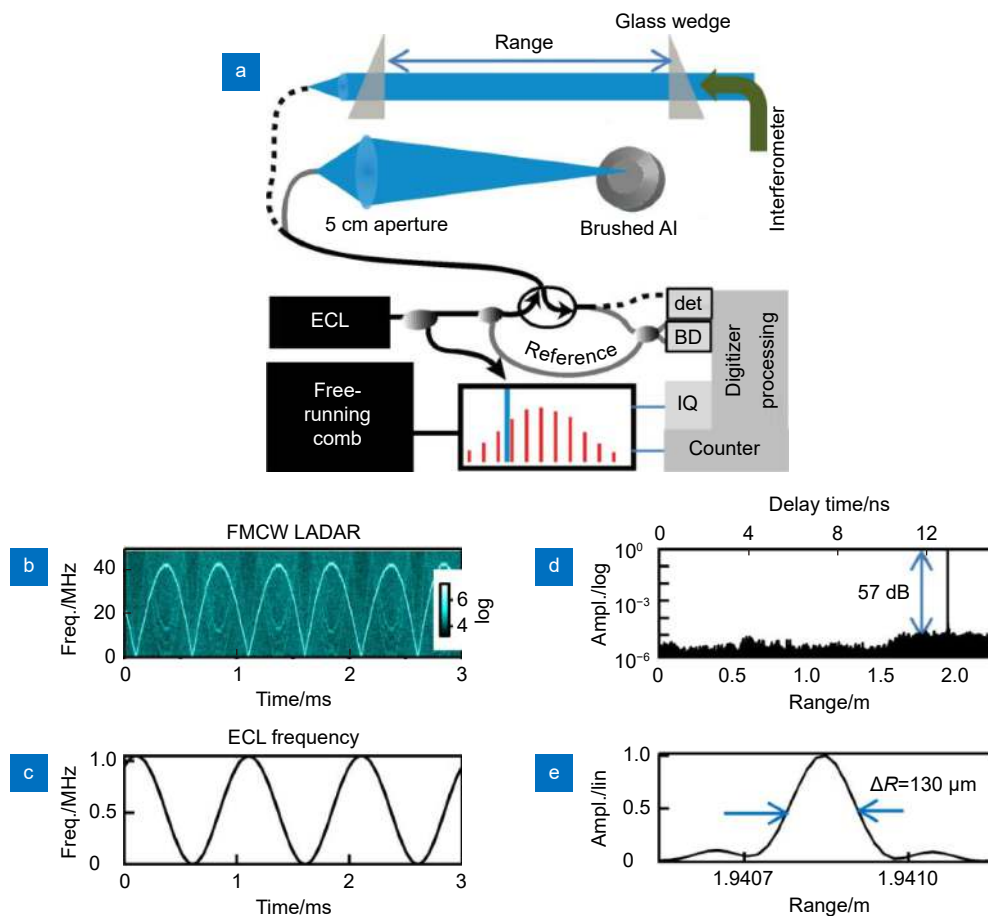 a
Glass wedge
Range
Interferometer
5 cm aperture
Brushed AI
ECL
Reference
det
BD
Digitizer
processing
Free-
running
comb
IQ
Counter
b
FMCW LADAR
Freq./MHz
40
20
0
6
4
log
0
1
2
3
Time/ms
c
ECL frequency
Freq./MHz
1.0
0.5
0
0
1
2
3
Time/ms
d
Delay time/ns
0
4
8
12
Ampl./log
10⁰
10⁻³
10⁻⁶
57 dB
0
0.5
1.0
1.5
2.0
Range/m
e
Ampl./lin
1.0
0.5
0
ΔR=130 μm
1.9407
1.9410
Range/m